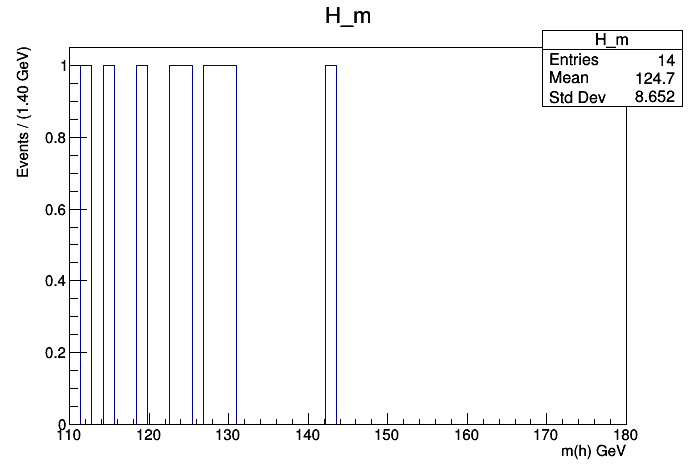 H_m
H_m
Entries 14
Mean 124.7
Std Dev 8.652
Events / (1.40 GeV)
1
0.8
0.6
0.4
0.2
0
110 120 130 140 150 160 170 180
m(h) GeV